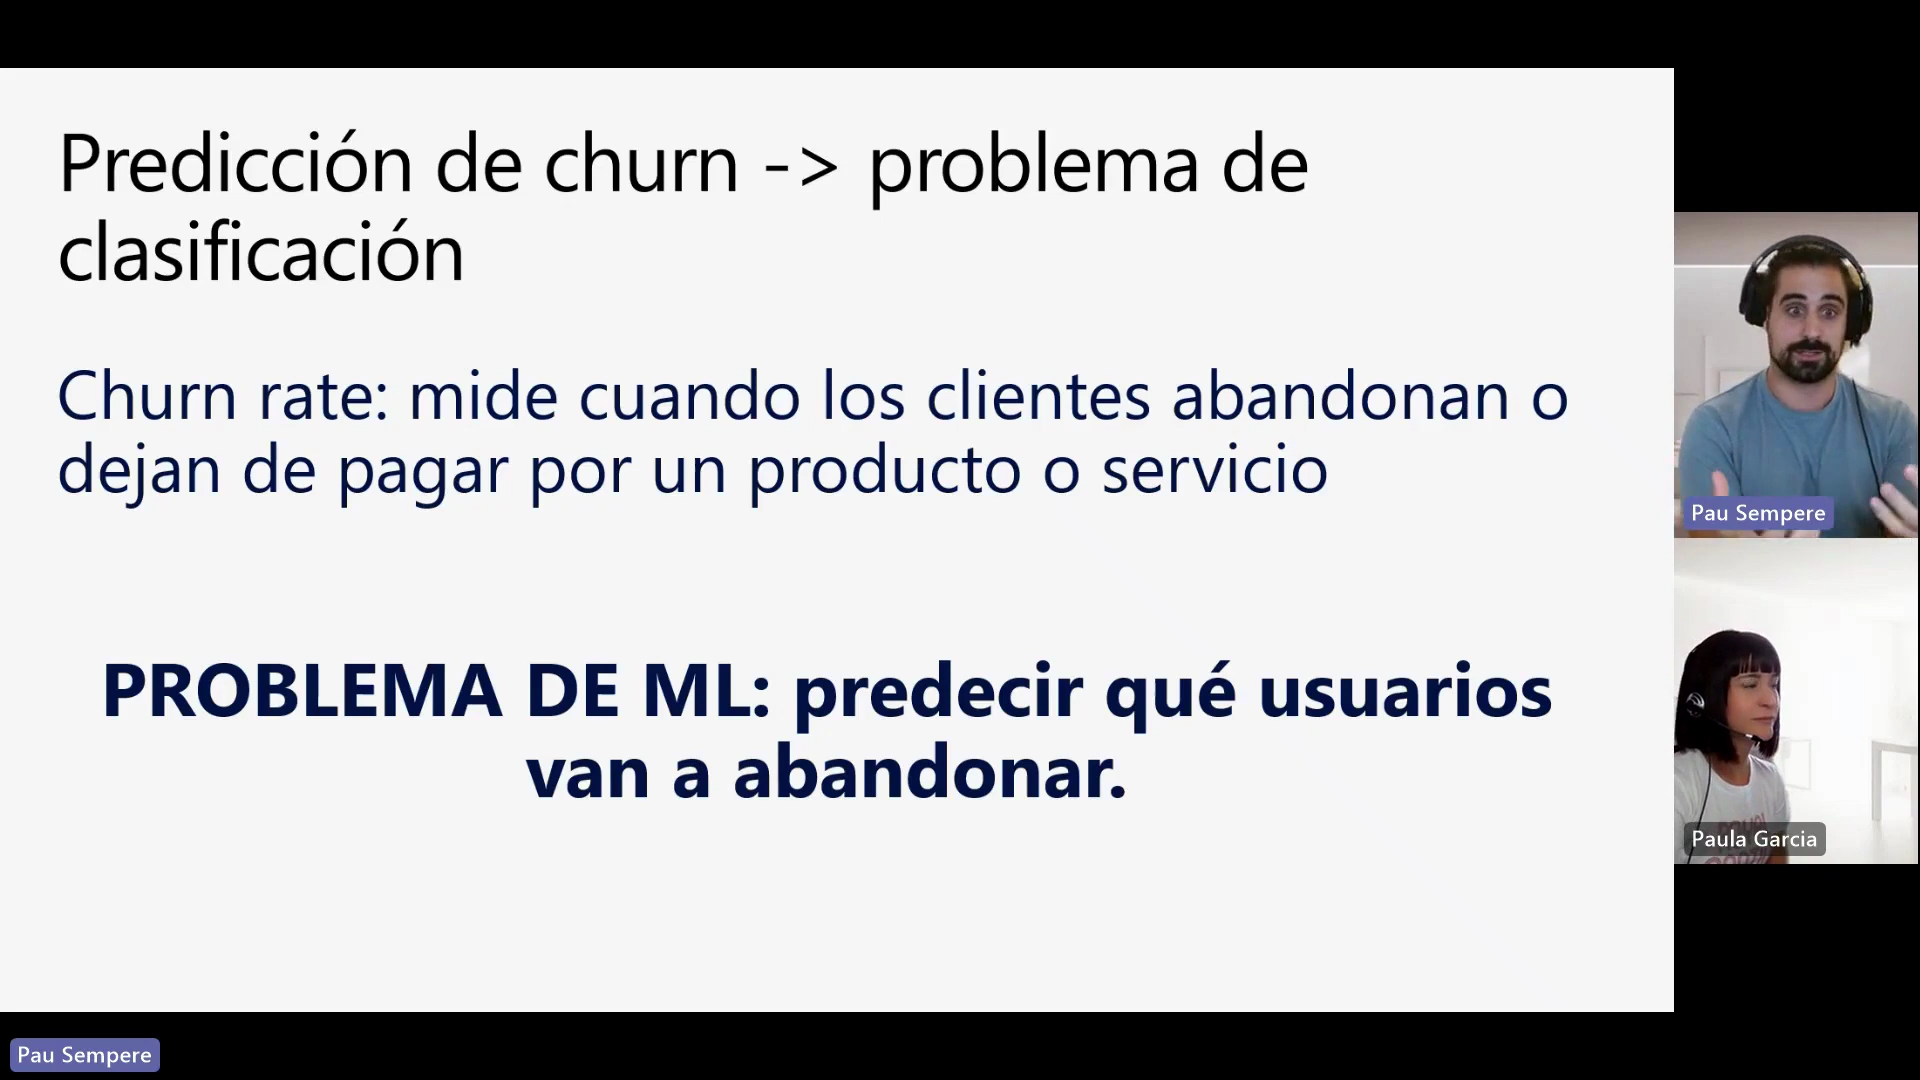 Predicción de churn -> problema de
clasificación
Churn rate: mide cuando los clientes abandonan o
dejan de pagar por un producto o servicio
PROBLEMA DE ML: predecir qué usuarios
van a abandonar.
Pau Sempere
Paula Garcia
Pau Sempere